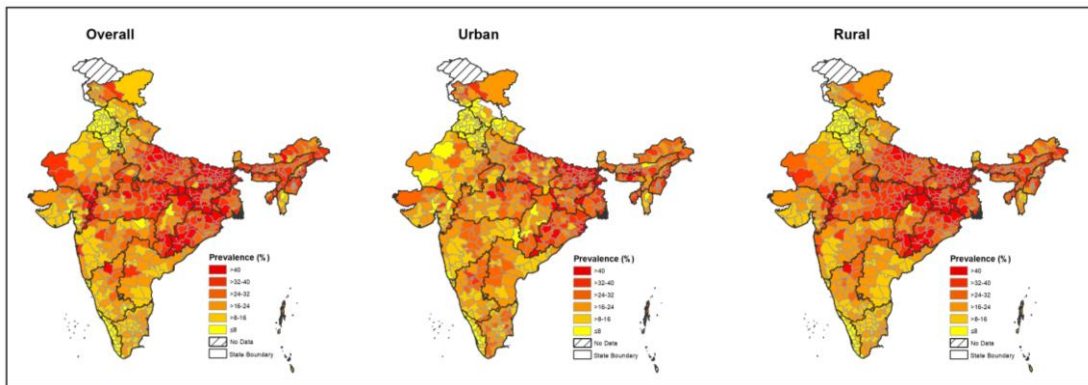 Overall
Prevalence (%)
>40
>32-40
>24-32
>16-24
>8-16
≤8
No Data
State Boundary
Urban
Prevalence (%)
>40
>32-40
>24-32
>16-24
>8-16
≤8
No Data
State Boundary
Rural
Prevalence (%)
>40
>32-40
>24-32
>16-24
>8-16
≤8
No Data
State Boundary